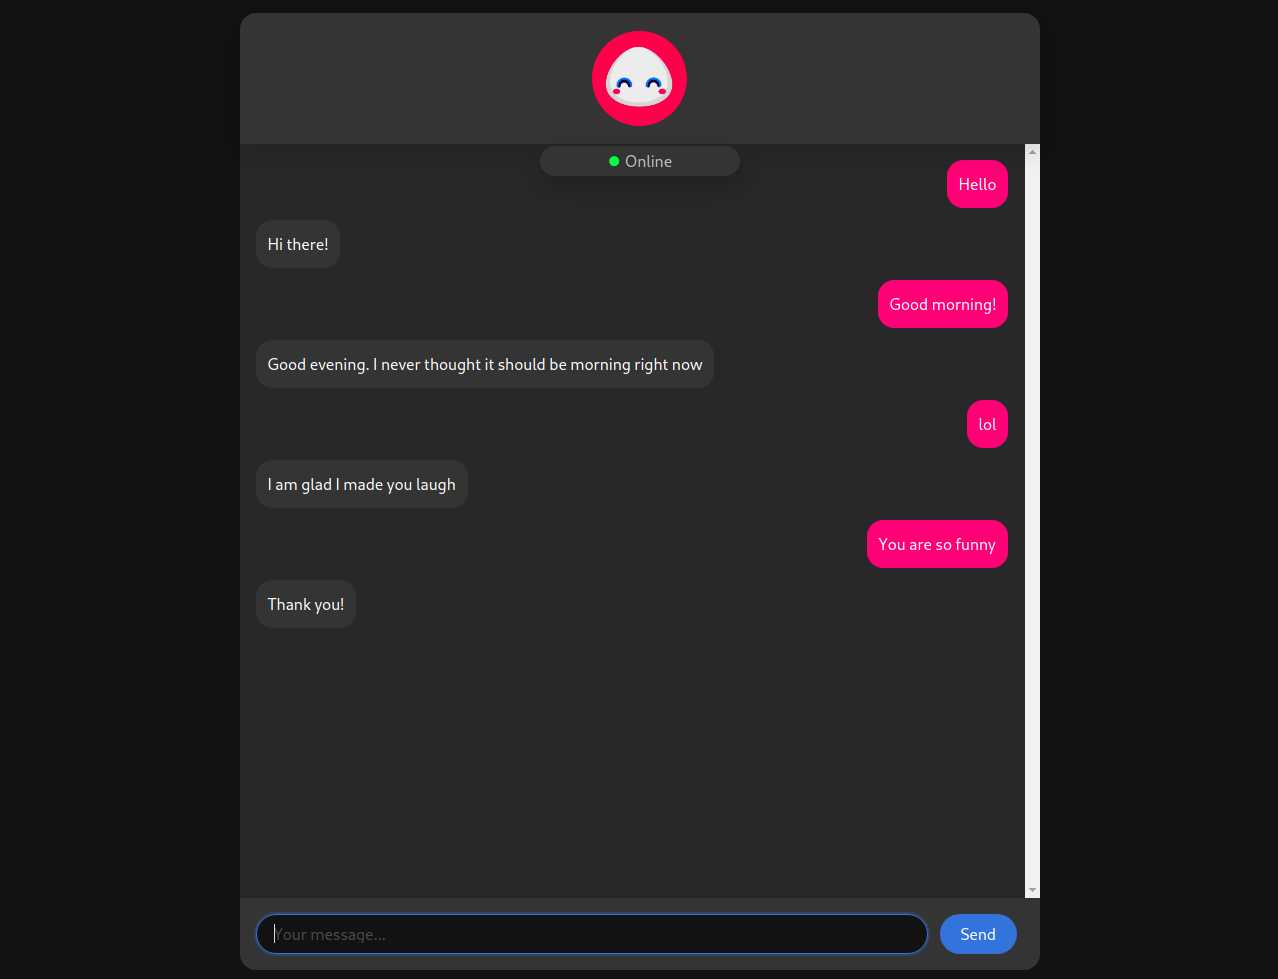 Online
Hello
Hi there!
Good morning!
Good evening. I never thought it should be morning right now
lol
I am glad I made you laugh
You are so funny
Thank you!
Your message...
Send